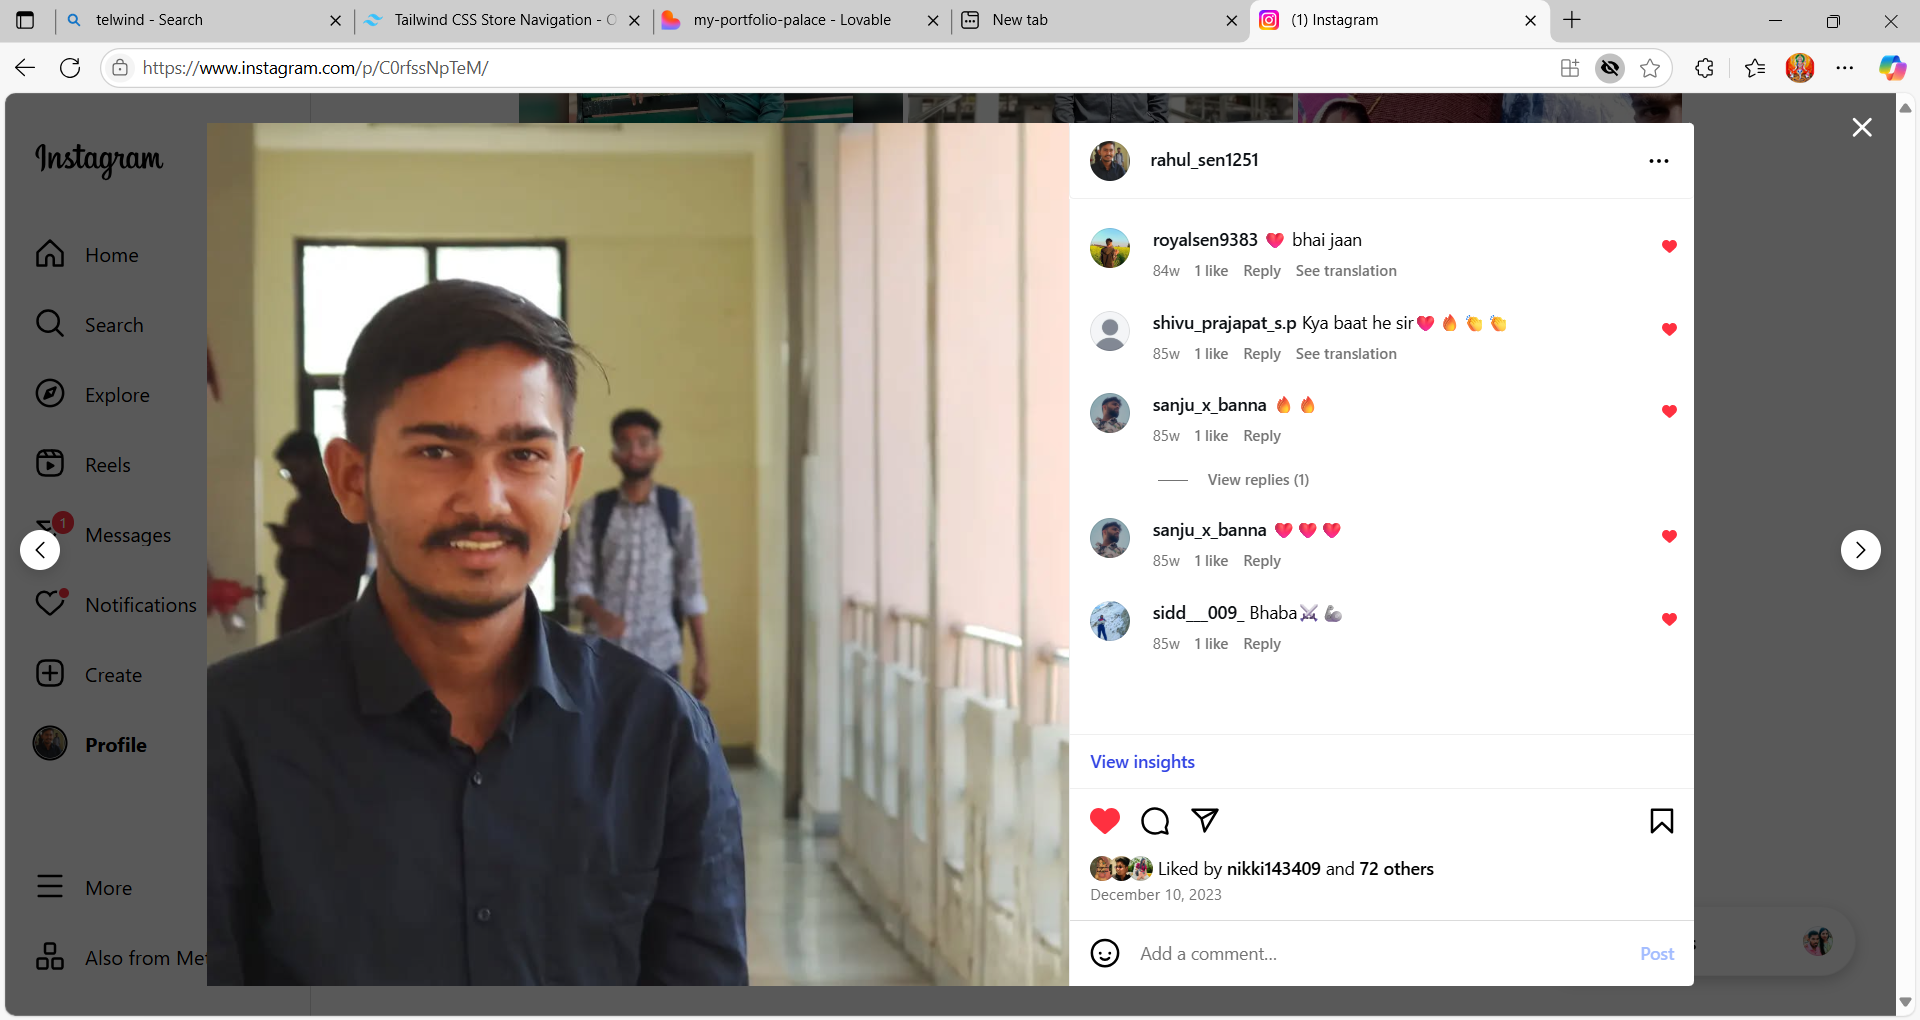 telwind - Search
Tailwind CSS Store Navigation - C
my-portfolio-palace - Lovable
New tab
(1) Instagram
https://www.instagram.com/p/C0rfssNpTeM/
Instagram
rahul_sen1251
royalsen9383 💗 bhai jaan
84w 1 like Reply See translation
Home
shivu_prajapat_s.p Kya baat he sir💗 🔥 👏 👏
85w 1 like Reply See translation
Search
sanju_x_banna 🔥 🔥
85w 1 like Reply
Explore
View replies (1)
Reels
sanju_x_banna 💗 💗 💗
85w 1 like Reply
1
Messages
sidd___009_ Bhaba⚔ 🦾
85w 1 like Reply
Notifications
Create
Profile
View insights
Liked by nikki143409 and 72 others
December 10, 2023
More
Add a comment...
Post
Also from Met